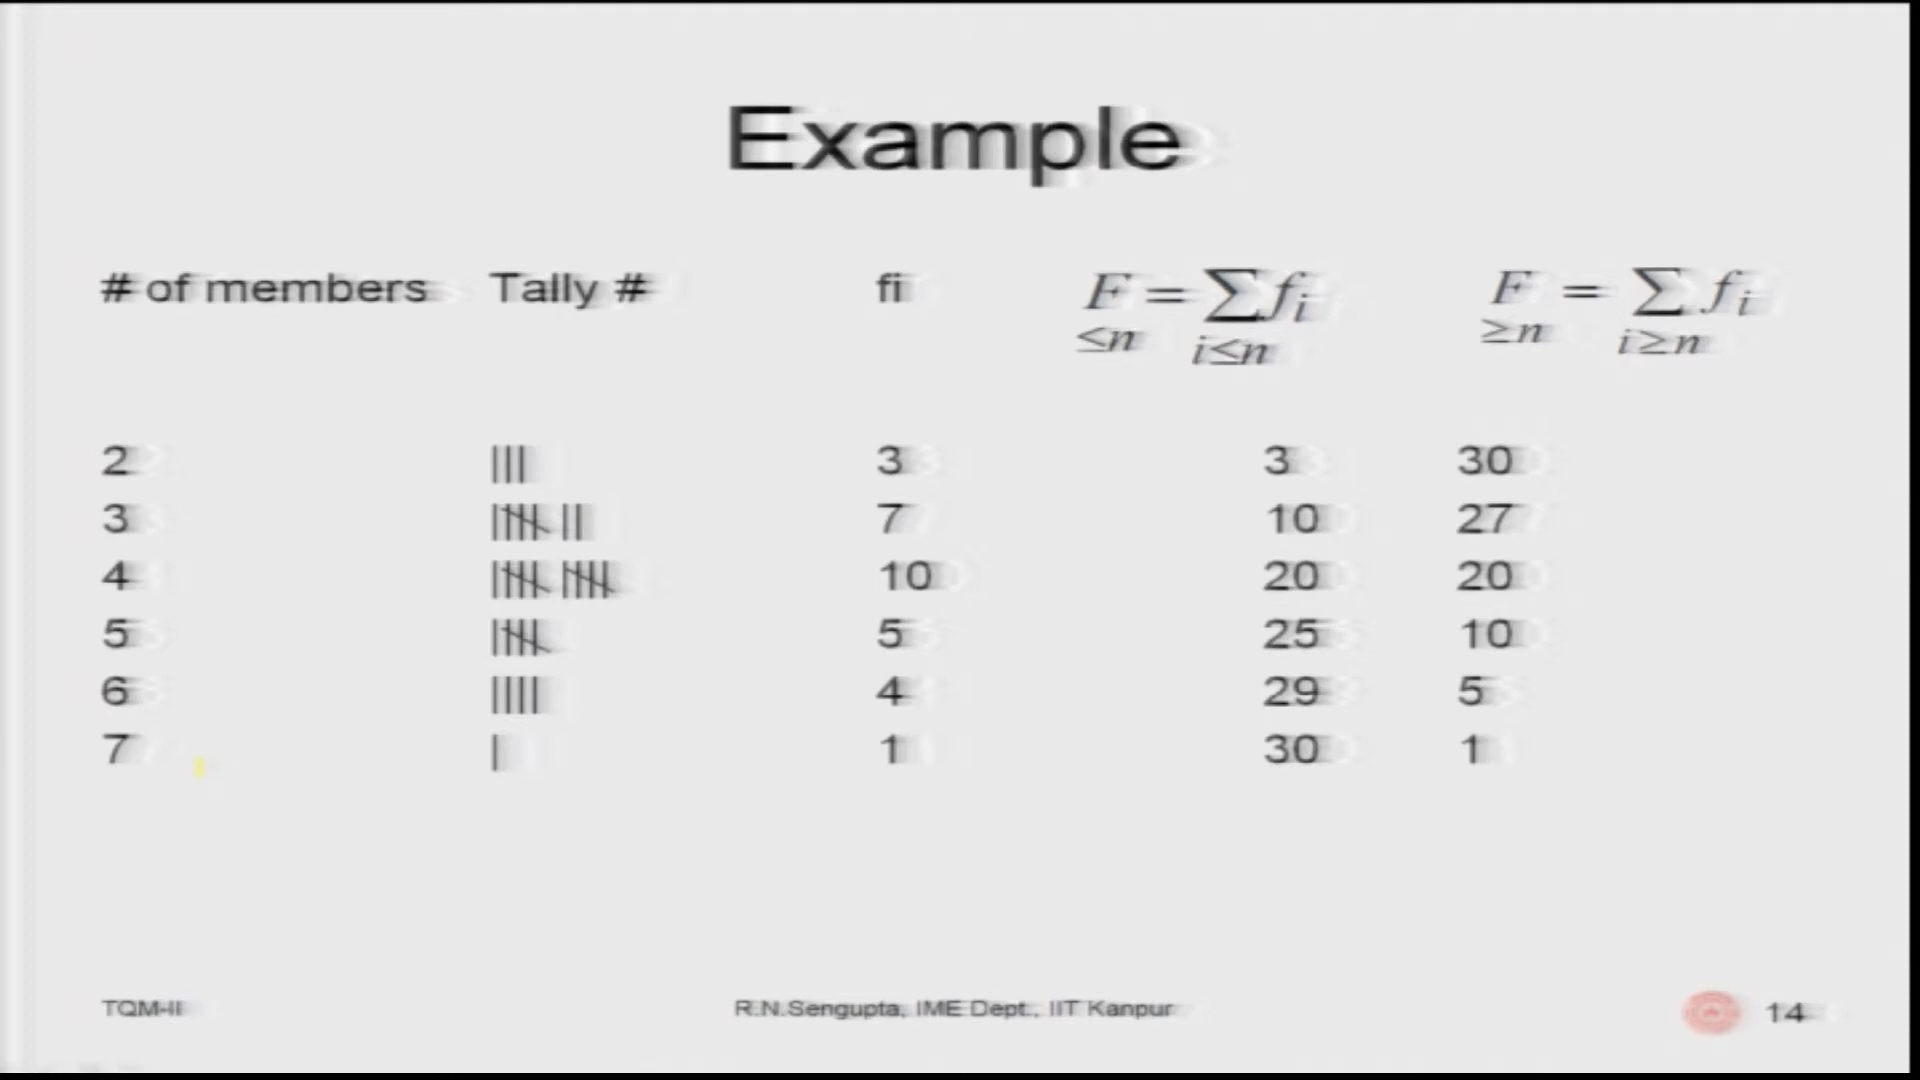 Example
# of members Tally # fi F = ∑ fi F = ∑ fi
≤n i≤n ≥n i≥n
2 ||| 3 3 30
3 |||| || 7 10 27
4 |||| |||| 10 20 20
5 |||| 5 25 10
6 |||| 4 29 5
7 | 1 30 1
TQM-II R.N.Sengupta, IME Dept., IIT Kanpur 14